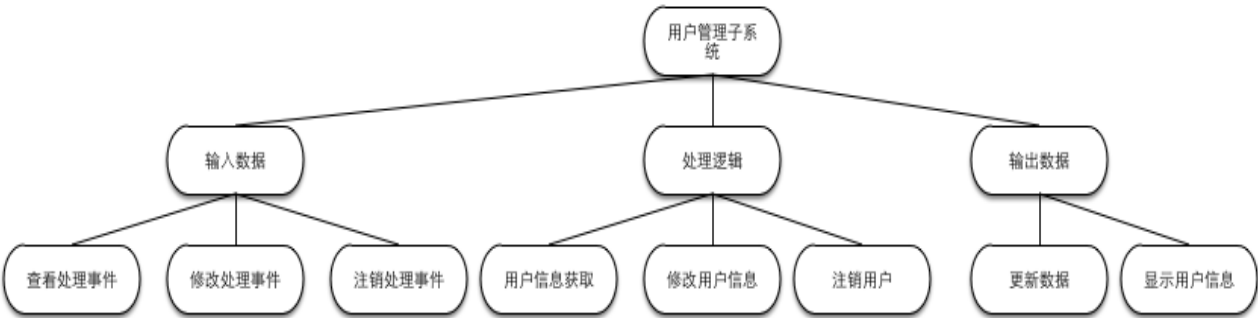 用户管理子系
统
输入数据
处理逻辑
输出数据
查看处理事件
修改处理事件
注销处理事件
用户信息获取
修改用户信息
注销用户
更新数据
显示用户信息